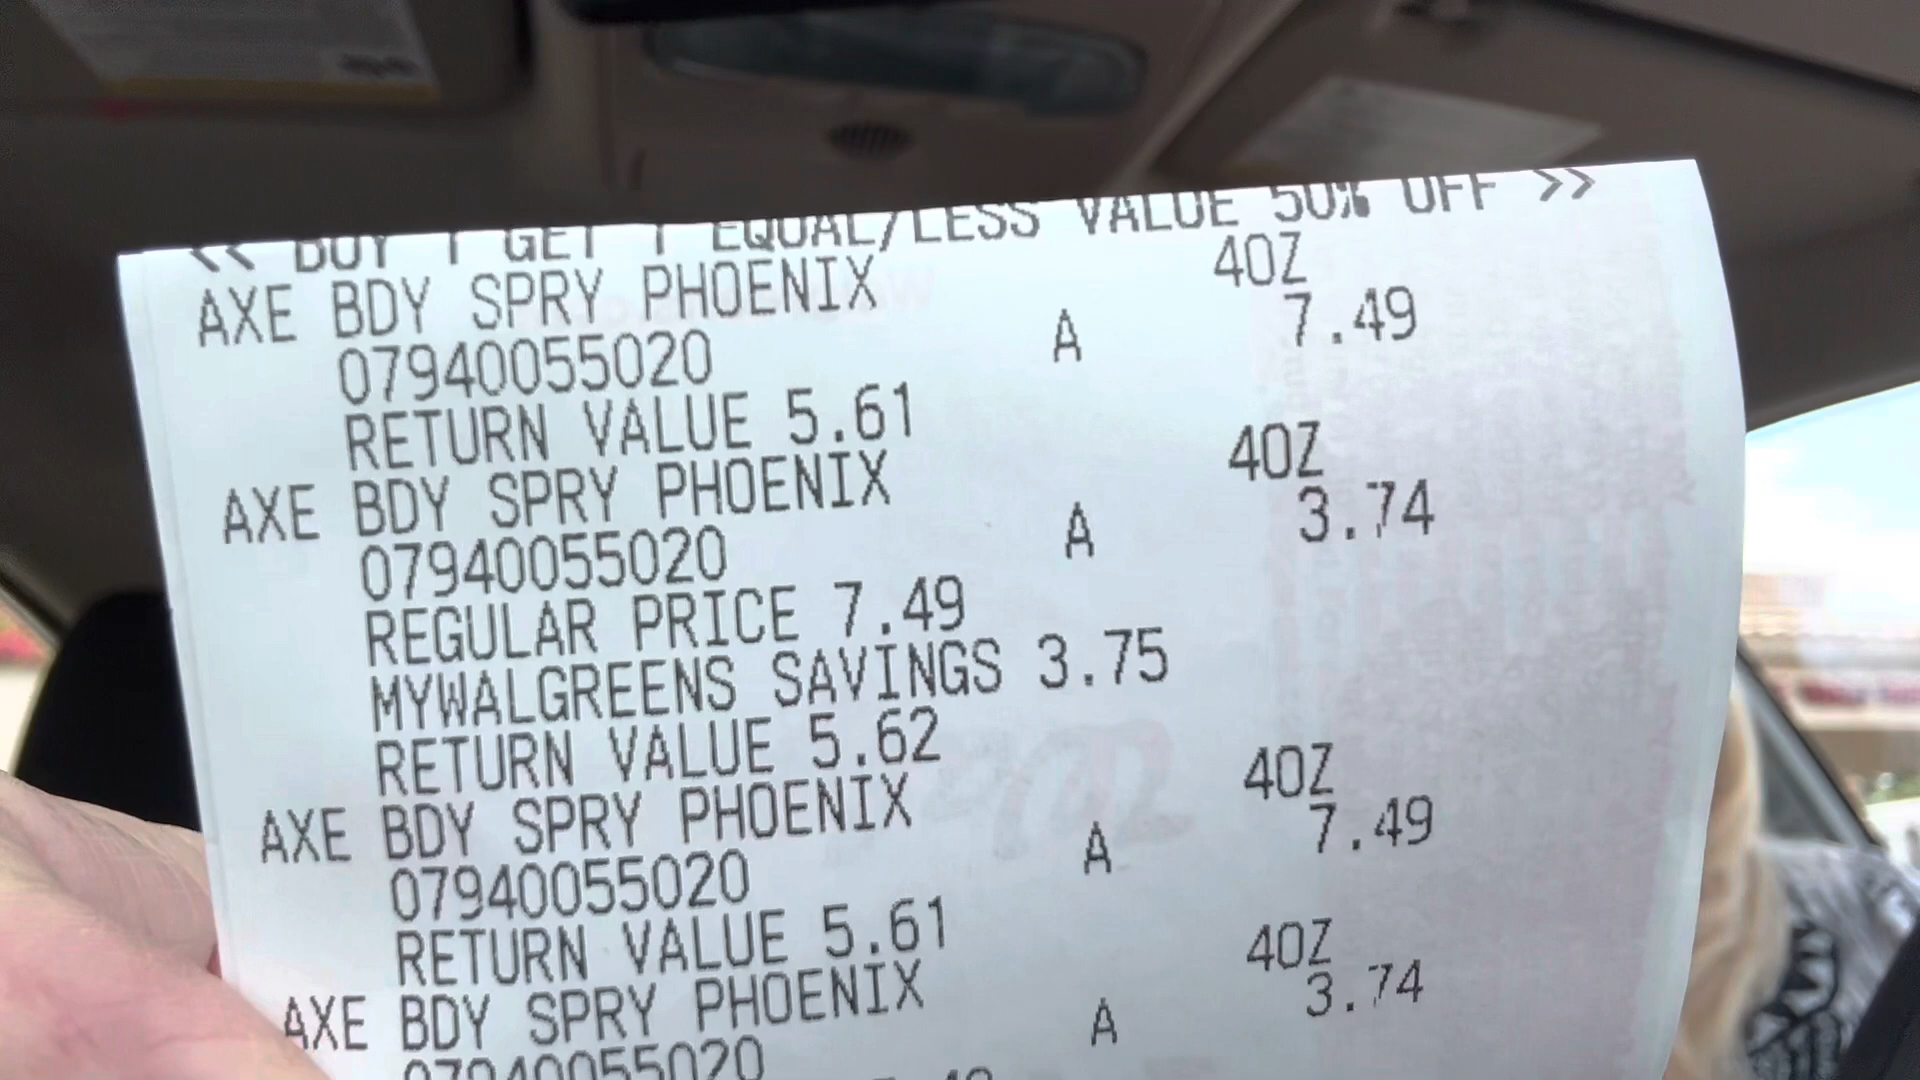 << BUY 1 GET 1 EQUAL/LESS VALUE 50% OFF >>
AXE BDY SPRY PHOENIX 4OZ
07940055020 A 7.49
RETURN VALUE 5.61
AXE BDY SPRY PHOENIX 4OZ
07940055020 A 3.74
REGULAR PRICE 7.49
MYWALGREENS SAVINGS 3.75
RETURN VALUE 5.62
AXE BDY SPRY PHOENIX 4OZ
07940055020 A 7.49
RETURN VALUE 5.61
AXE BDY SPRY PHOENIX 4OZ
07940055020 A 3.74